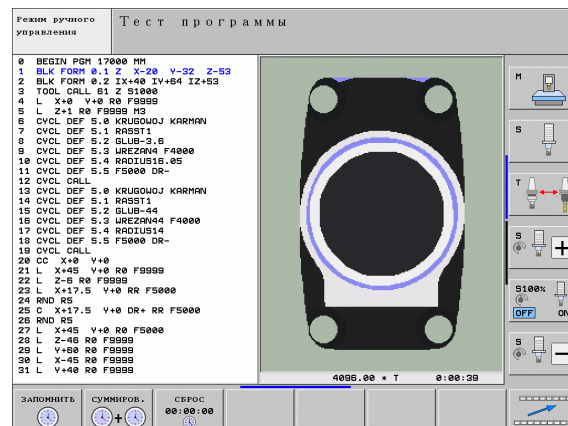 Режим ручного
управления
Тест программы
0 BEGIN PGM 17000 MM
1 BLK FORM 0.1 Z X-20 Y-32 Z-53
2 BLK FORM 0.2 IX+40 IY+64 IZ+53
3 TOOL CALL 61 Z S1000
4 L X+0 Y+0 R0 F9999
5 L Z+1 R0 F9999 M3
6 CYCL DEF 5.0 KRUGOWOJ KARMAN
7 CYCL DEF 5.1 RASST1
8 CYCL DEF 5.2 GLUB-3.6
9 CYCL DEF 5.3 WREZAN4 F4000
10 CYCL DEF 5.4 RADIUS16.05
11 CYCL DEF 5.5 F5000 DR-
12 CYCL CALL
13 CYCL DEF 5.0 KRUGOWOJ KARMAN
14 CYCL DEF 5.1 RASST1
15 CYCL DEF 5.2 GLUB-44
16 CYCL DEF 5.3 WREZAN44 F4000
17 CYCL DEF 5.4 RADIUS14
18 CYCL DEF 5.5 F5000 DR-
19 CYCL CALL
20 CC X+0 Y+0
21 L X+45 Y+0 R0 F9999
22 L Z-6 R0 F9999
23 L X+17.5 Y+0 RR F5000
24 RND R5
25 C X+17.5 Y+0 DR+ RR F5000
26 RND R5
27 L X+45 Y+0 R0 F5000
28 L Z-46 R0 F9999
29 L Y+60 R0 F9999
30 L X-45 R0 F9999
31 L Y+40 R0 F9999
4096.00 * T 0:00:39
M
S
T
S
+
S100%
OFF ON
S
–
ЗАПОМНИТЬ
СУММИРОВ.
+
СБРОС
00:00:00